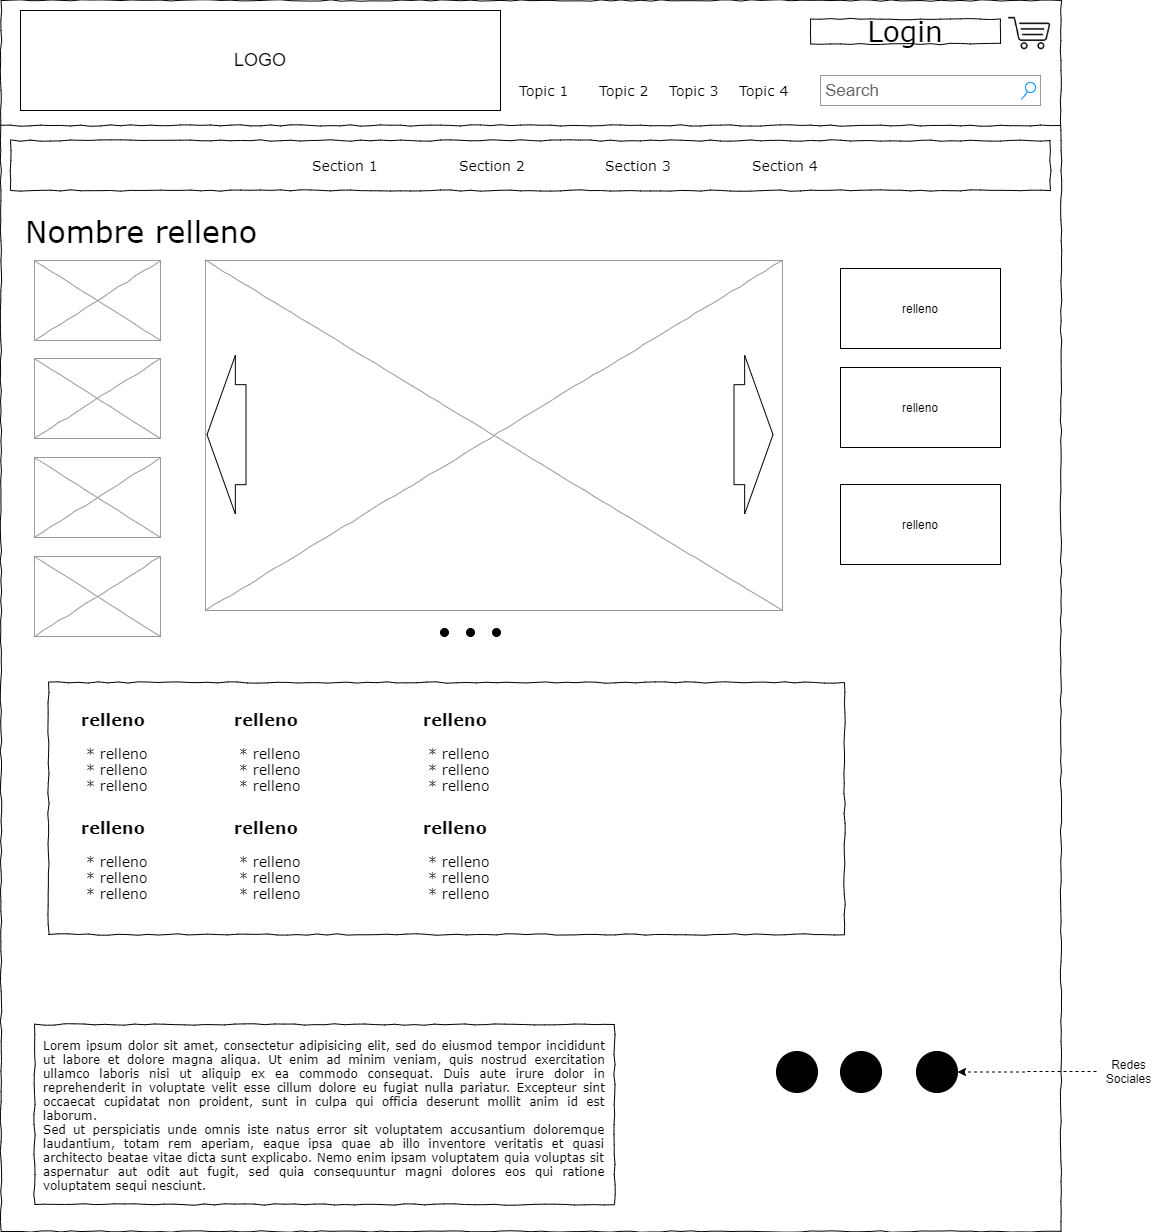 LOGO
Login
Topic 1 Topic 2 Topic 3 Topic 4
Search
Section 1 Section 2 Section 3 Section 4
Nombre relleno
relleno
relleno
relleno
relleno relleno relleno
* relleno * relleno * relleno
* relleno * relleno * relleno
* relleno * relleno * relleno
relleno relleno relleno
* relleno * relleno * relleno
* relleno * relleno * relleno
* relleno * relleno * relleno
Lorem ipsum dolor sit amet, consectetur adipisicing elit, sed do eiusmod tempor incididunt
ut labore et dolore magna aliqua. Ut enim ad minim veniam, quis nostrud exercitation
ullamco laboris nisi ut aliquip ex ea commodo consequat. Duis aute irure dolor in
reprehenderit in voluptate velit esse cillum dolore eu fugiat nulla pariatur. Excepteur sint
occaecat cupidatat non proident, sunt in culpa qui officia deserunt mollit anim id est
laborum.
Sed ut perspiciatis unde omnis iste natus error sit voluptatem accusantium doloremque
laudantium, totam rem aperiam, eaque ipsa quae ab illo inventore veritatis et quasi
architecto beatae vitae dicta sunt explicabo. Nemo enim ipsam voluptatem quia voluptas sit
aspernatur aut odit aut fugit, sed quia consequuntur magni dolores eos qui ratione
voluptatem sequi nesciunt.
Redes
Sociales